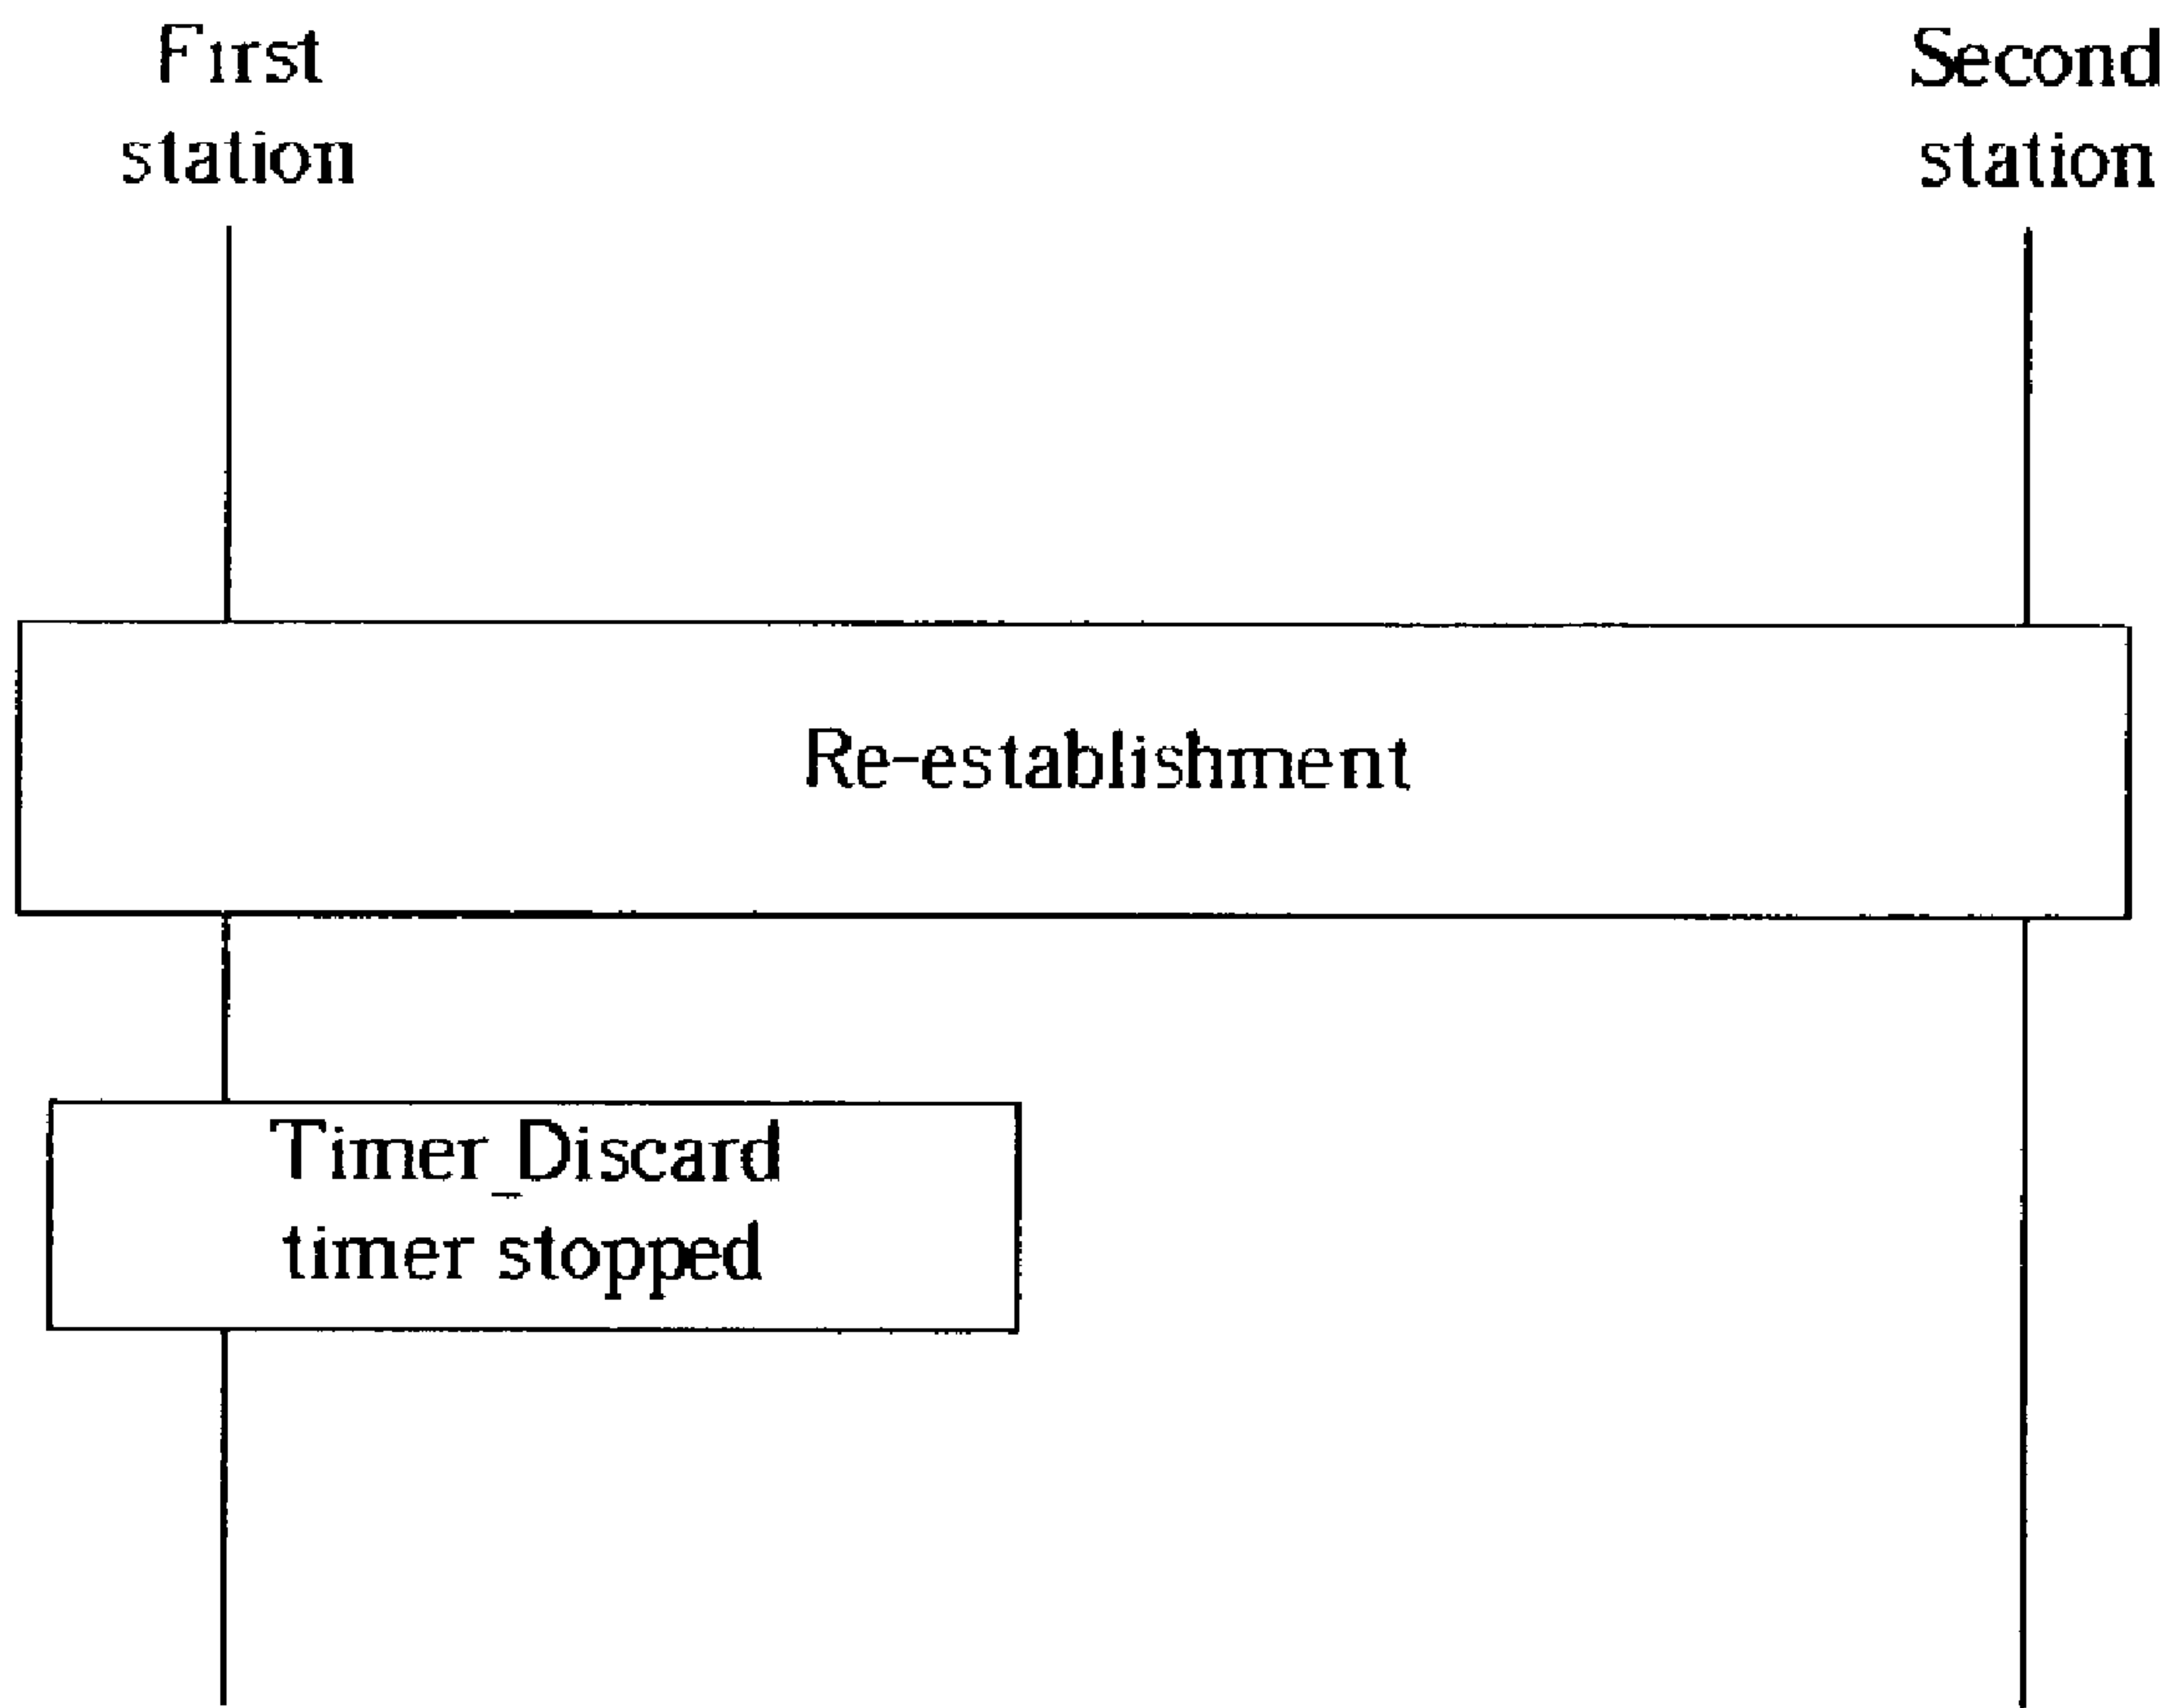 First
station
Second
station
Re-establishment
Timer_Discard
timer stopped